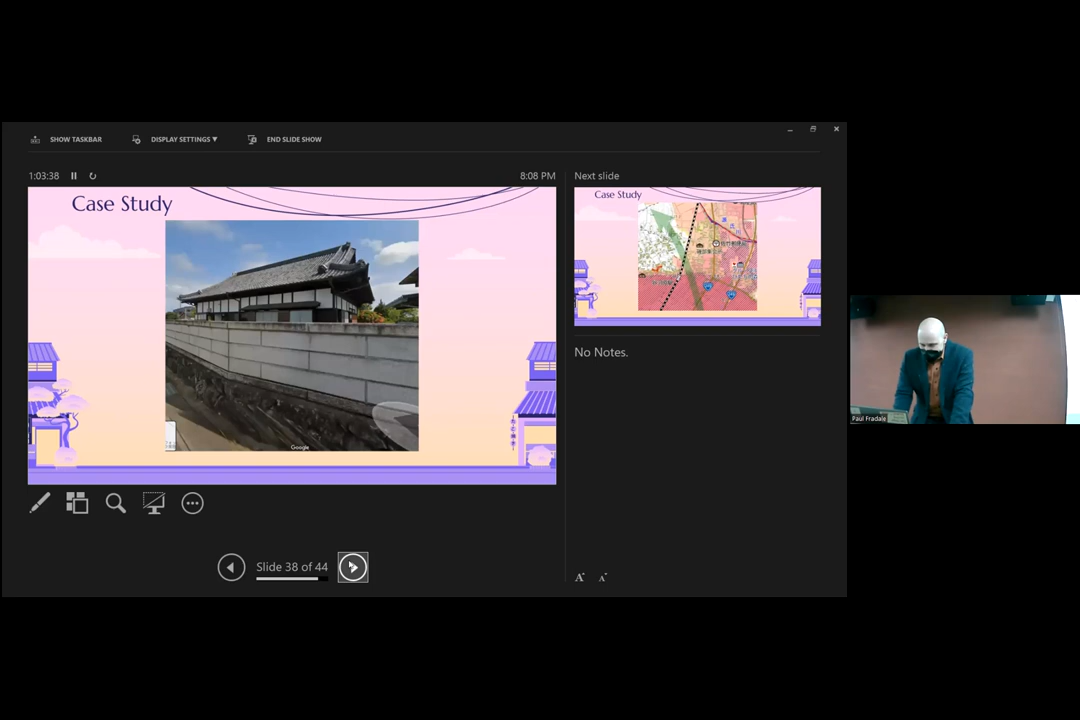 SHOW TASKBAR
DISPLAY SETTINGS ▼
END SLIDE SHOW
1:03:38
8:08 PM
Next slide
Case Study
Google
Case Study
No Notes.
Slide 38 of 44
A
A
Paul Fradale